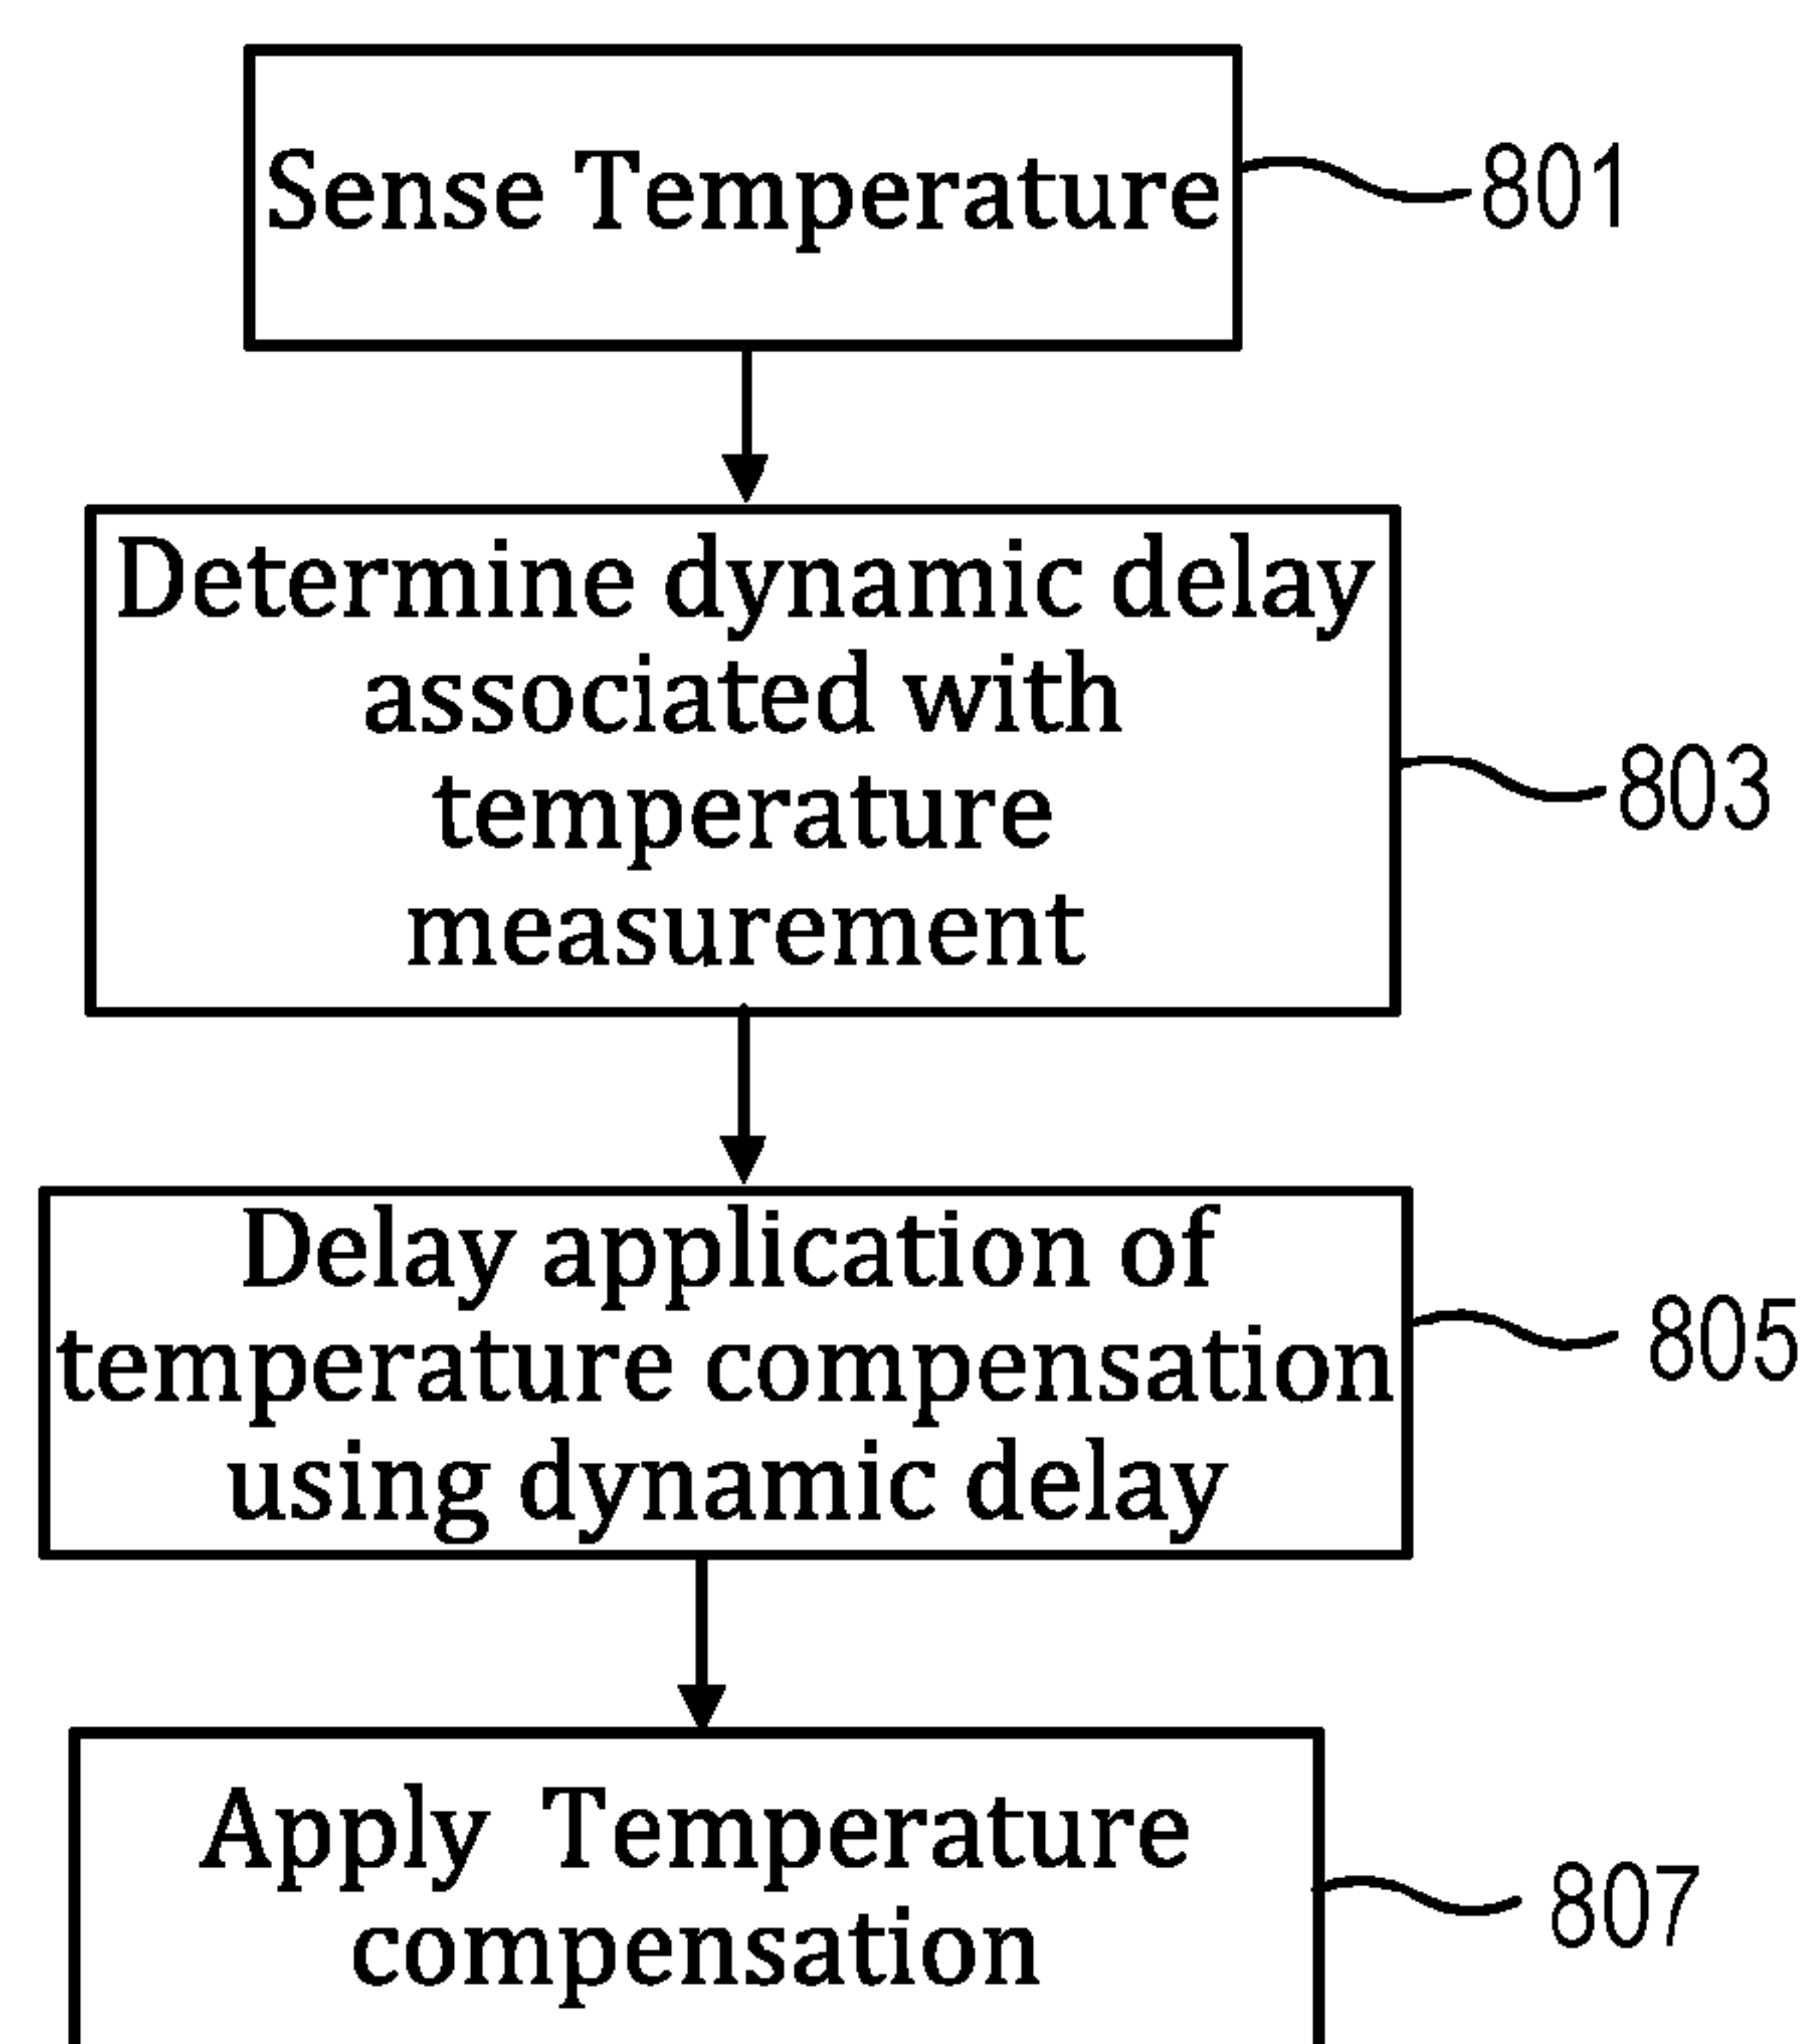 Sense Temperature
801
Determine dynamic delay
associated with
temperature
measurement
803
Delay application of
temperature compensation
using dynamic delay
805
Apply Temperature
compensation
807